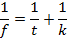 1/f = 1/t + 1/k